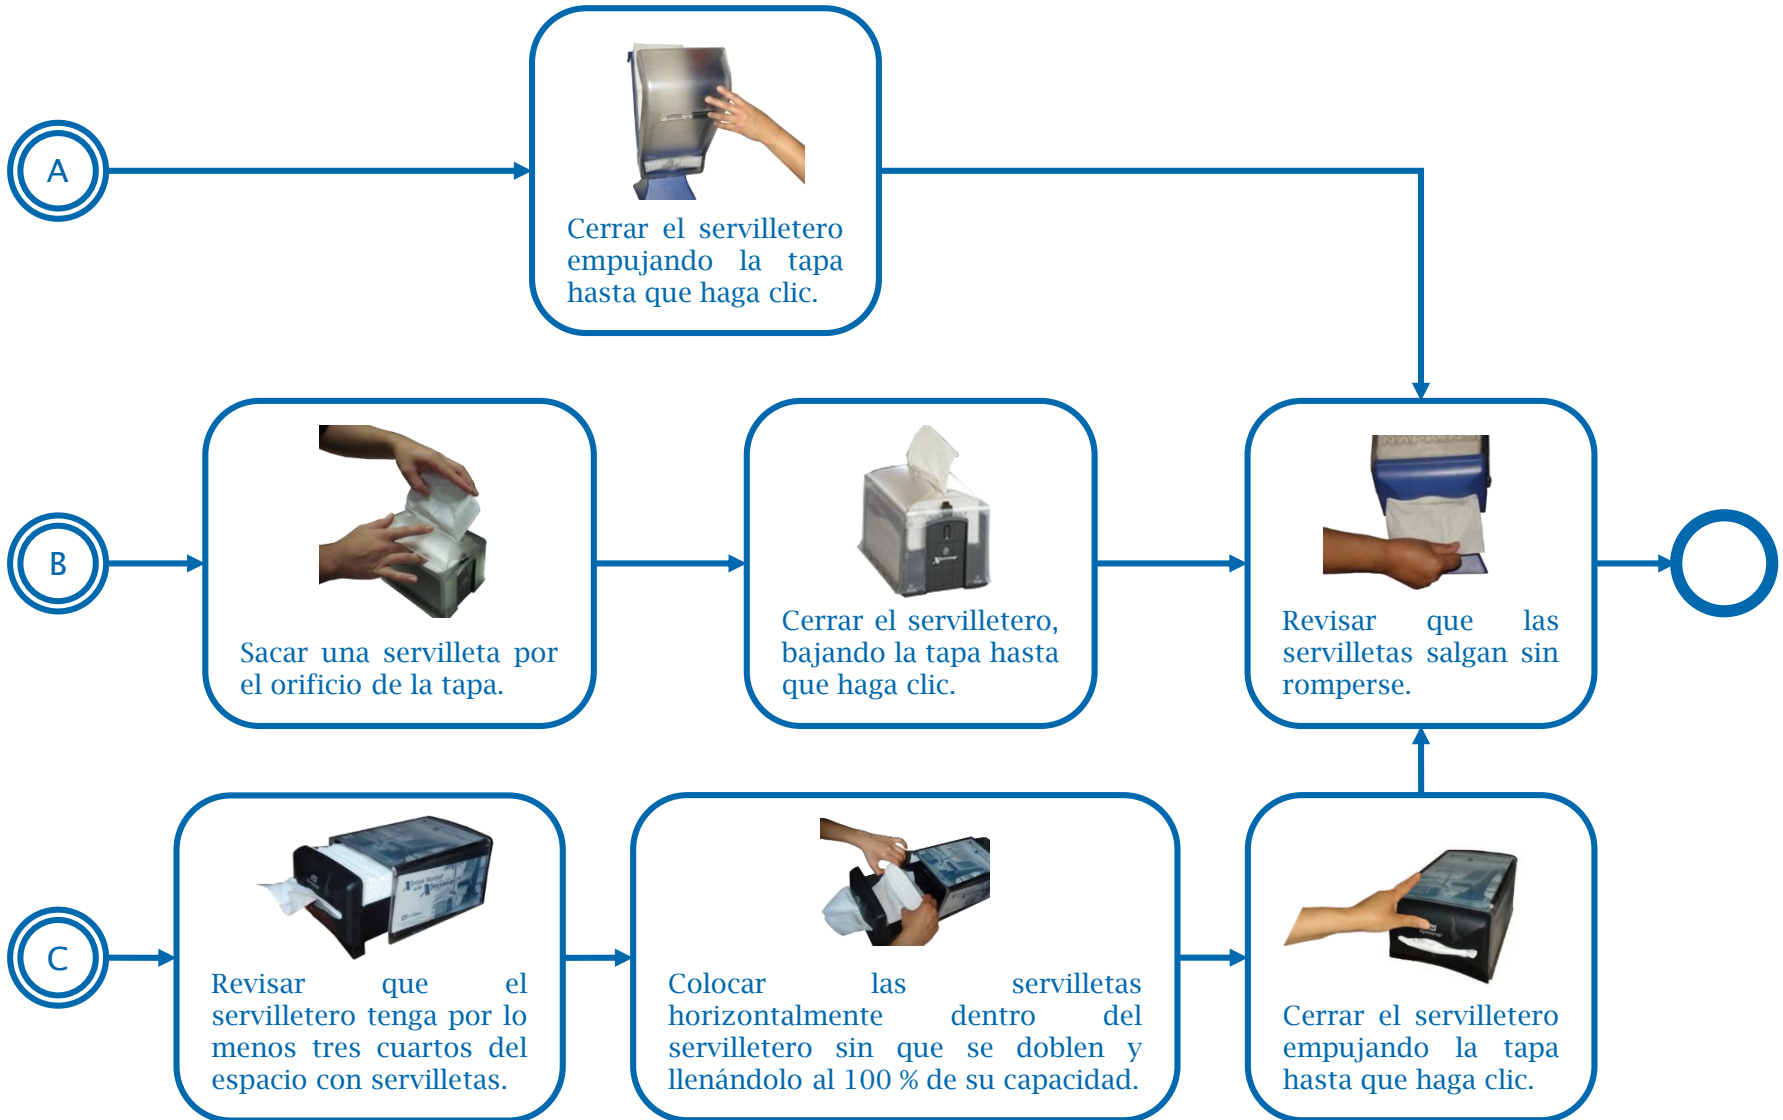 A
Cerrar el servilletero
empujando la tapa
hasta que haga clic.
B
Sacar una servilleta por
el orificio de la tapa.
Cerrar el servilletero,
bajando la tapa hasta
que haga clic.
NAPKINS
Revisar que las
servilletas salgan sin
romperse.
C
Revisar que el
servilletero tenga por lo
menos tres cuartos del
espacio con servilletas.
Colocar las servilletas
horizontalmente dentro del
servilletero sin que se doblen y
llenándolo al 100 % de su capacidad.
Cerrar el servilletero
empujando la tapa
hasta que haga clic.